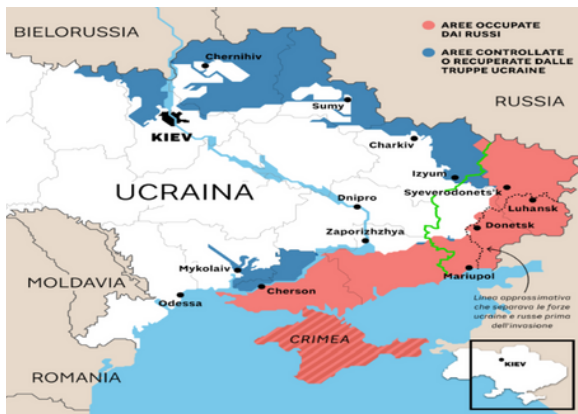 BIELORUSSIA
AREE OCCUPATE
DAI RUSSI
AREE CONTROLLATE
O RECUPERATE DALLE
TRUPPE UCRAINE
Chernihiv
Sumy
RUSSIA
KIEV
Charkiv
Izyum
UCRAINA
Syeverodonets'k
Luhansk
Dnipro
Donetsk
Zaporizhzhya
MOLDAVIA
Mykolaiv
Mariupol
Odessa
Cherson
Linea approssimativa
che separava le forze
ucraine e russe prima
dell'invasione
CRIMEA
KIEV
ROMANIA